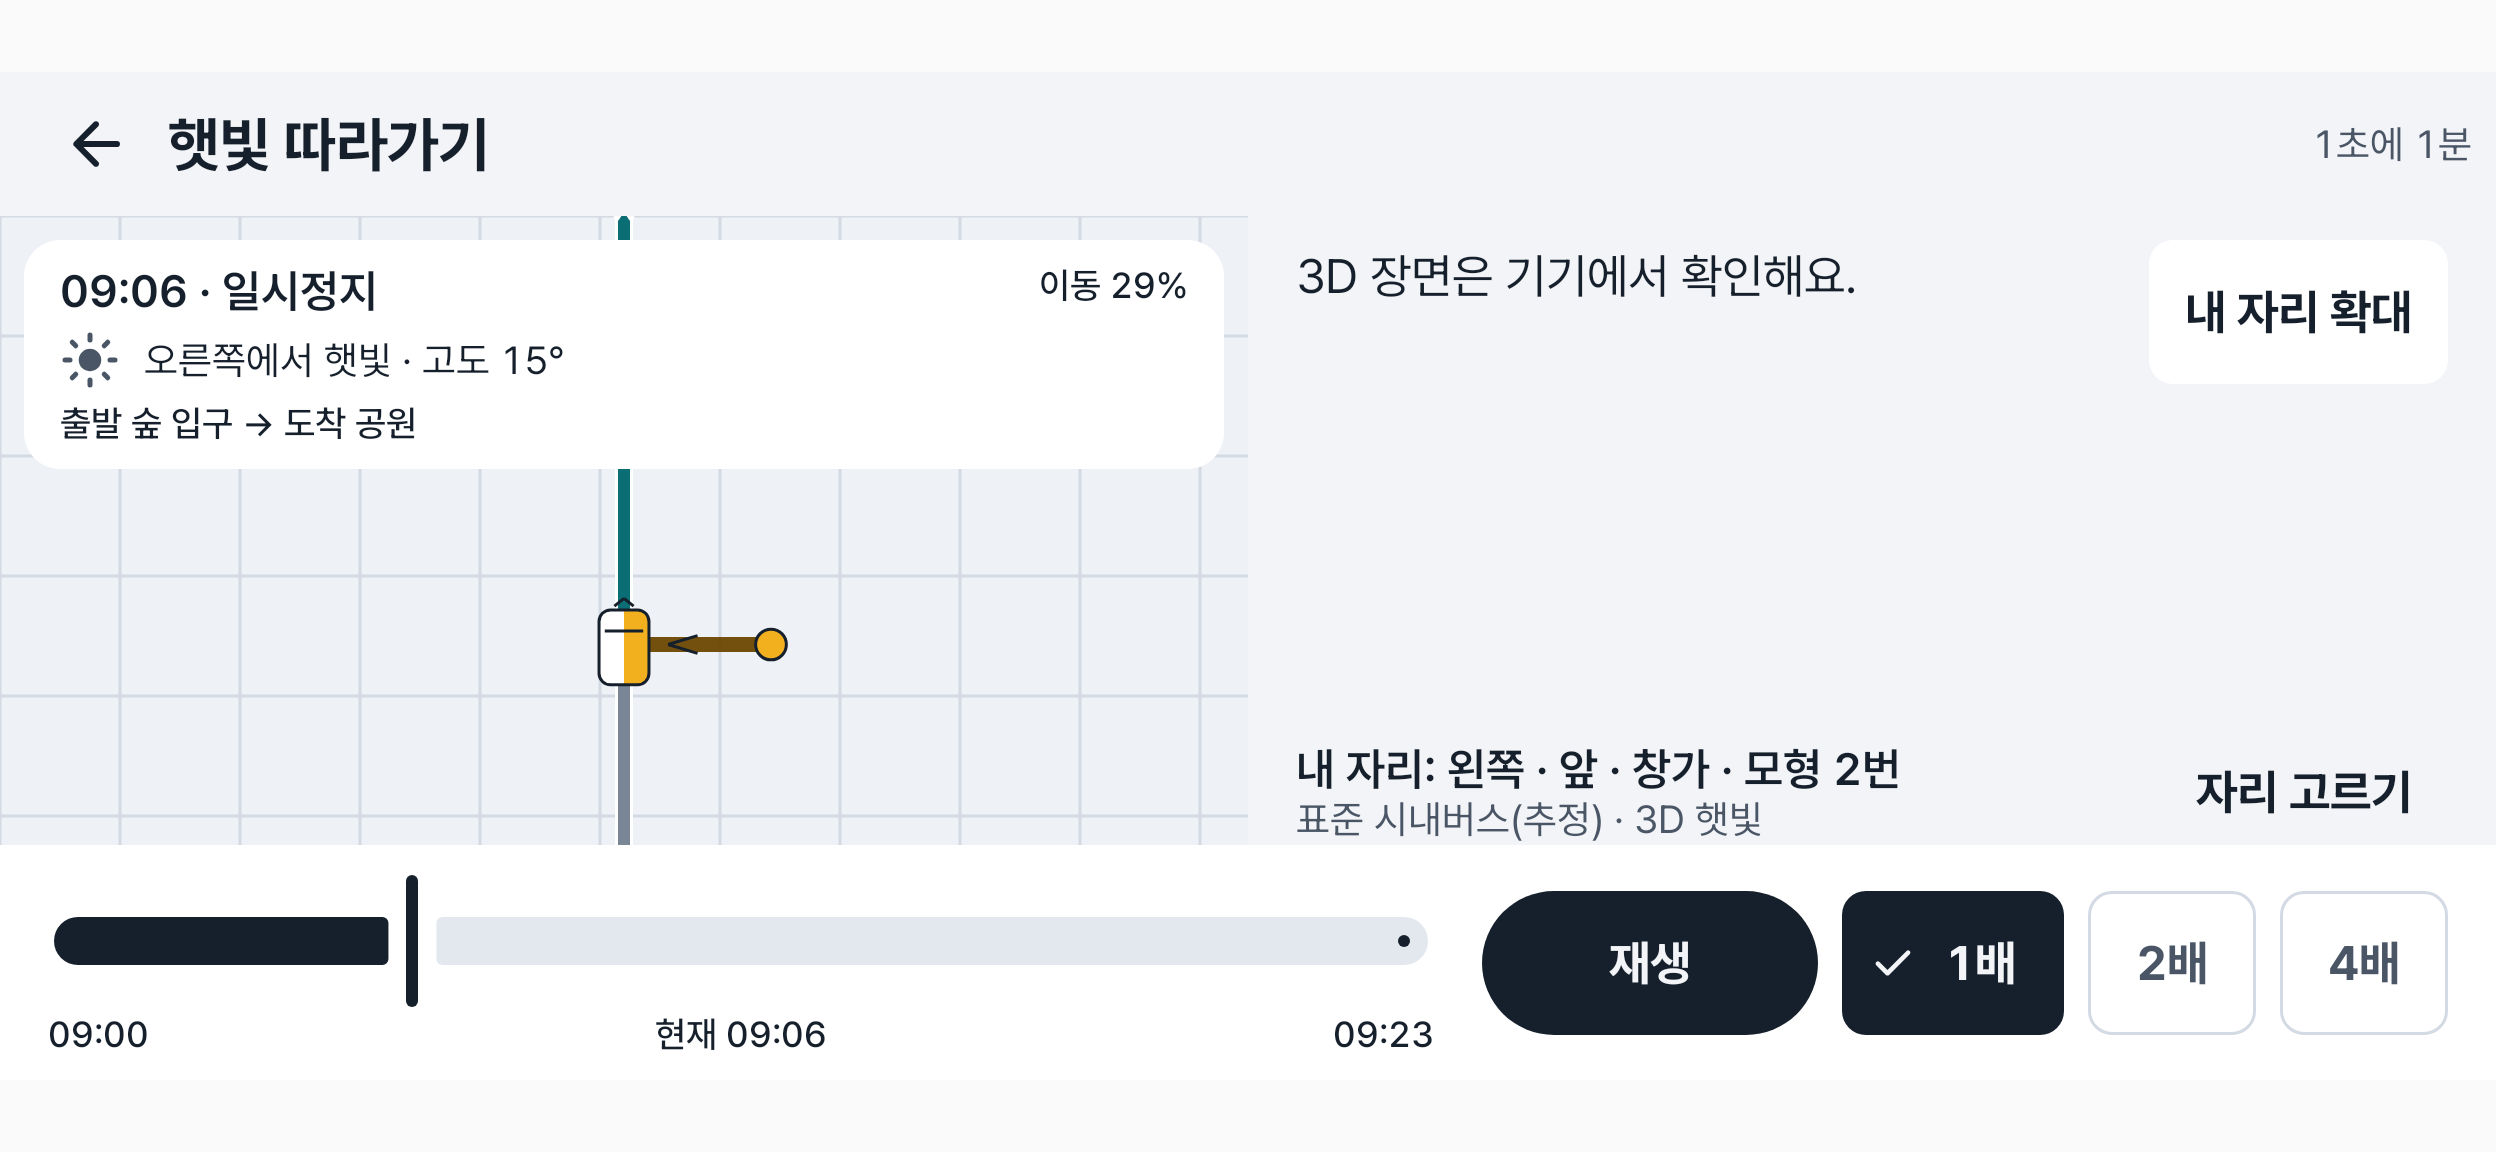 햇빛 따라가기
1초에 1분
09:06 · 일시정지
이동 29%
오른쪽에서 햇빛 · 고도 15°
출발 숲 입구 → 도착 공원
3D 장면은 기기에서 확인해요.
내 자리 확대
내 자리: 왼쪽 · 앞 · 창가 · 모형 2번
표준 시내버스(추정) · 3D 햇빛
자리 고르기
재생
1배
2배
4배
09:00
현재 09:06
09:23